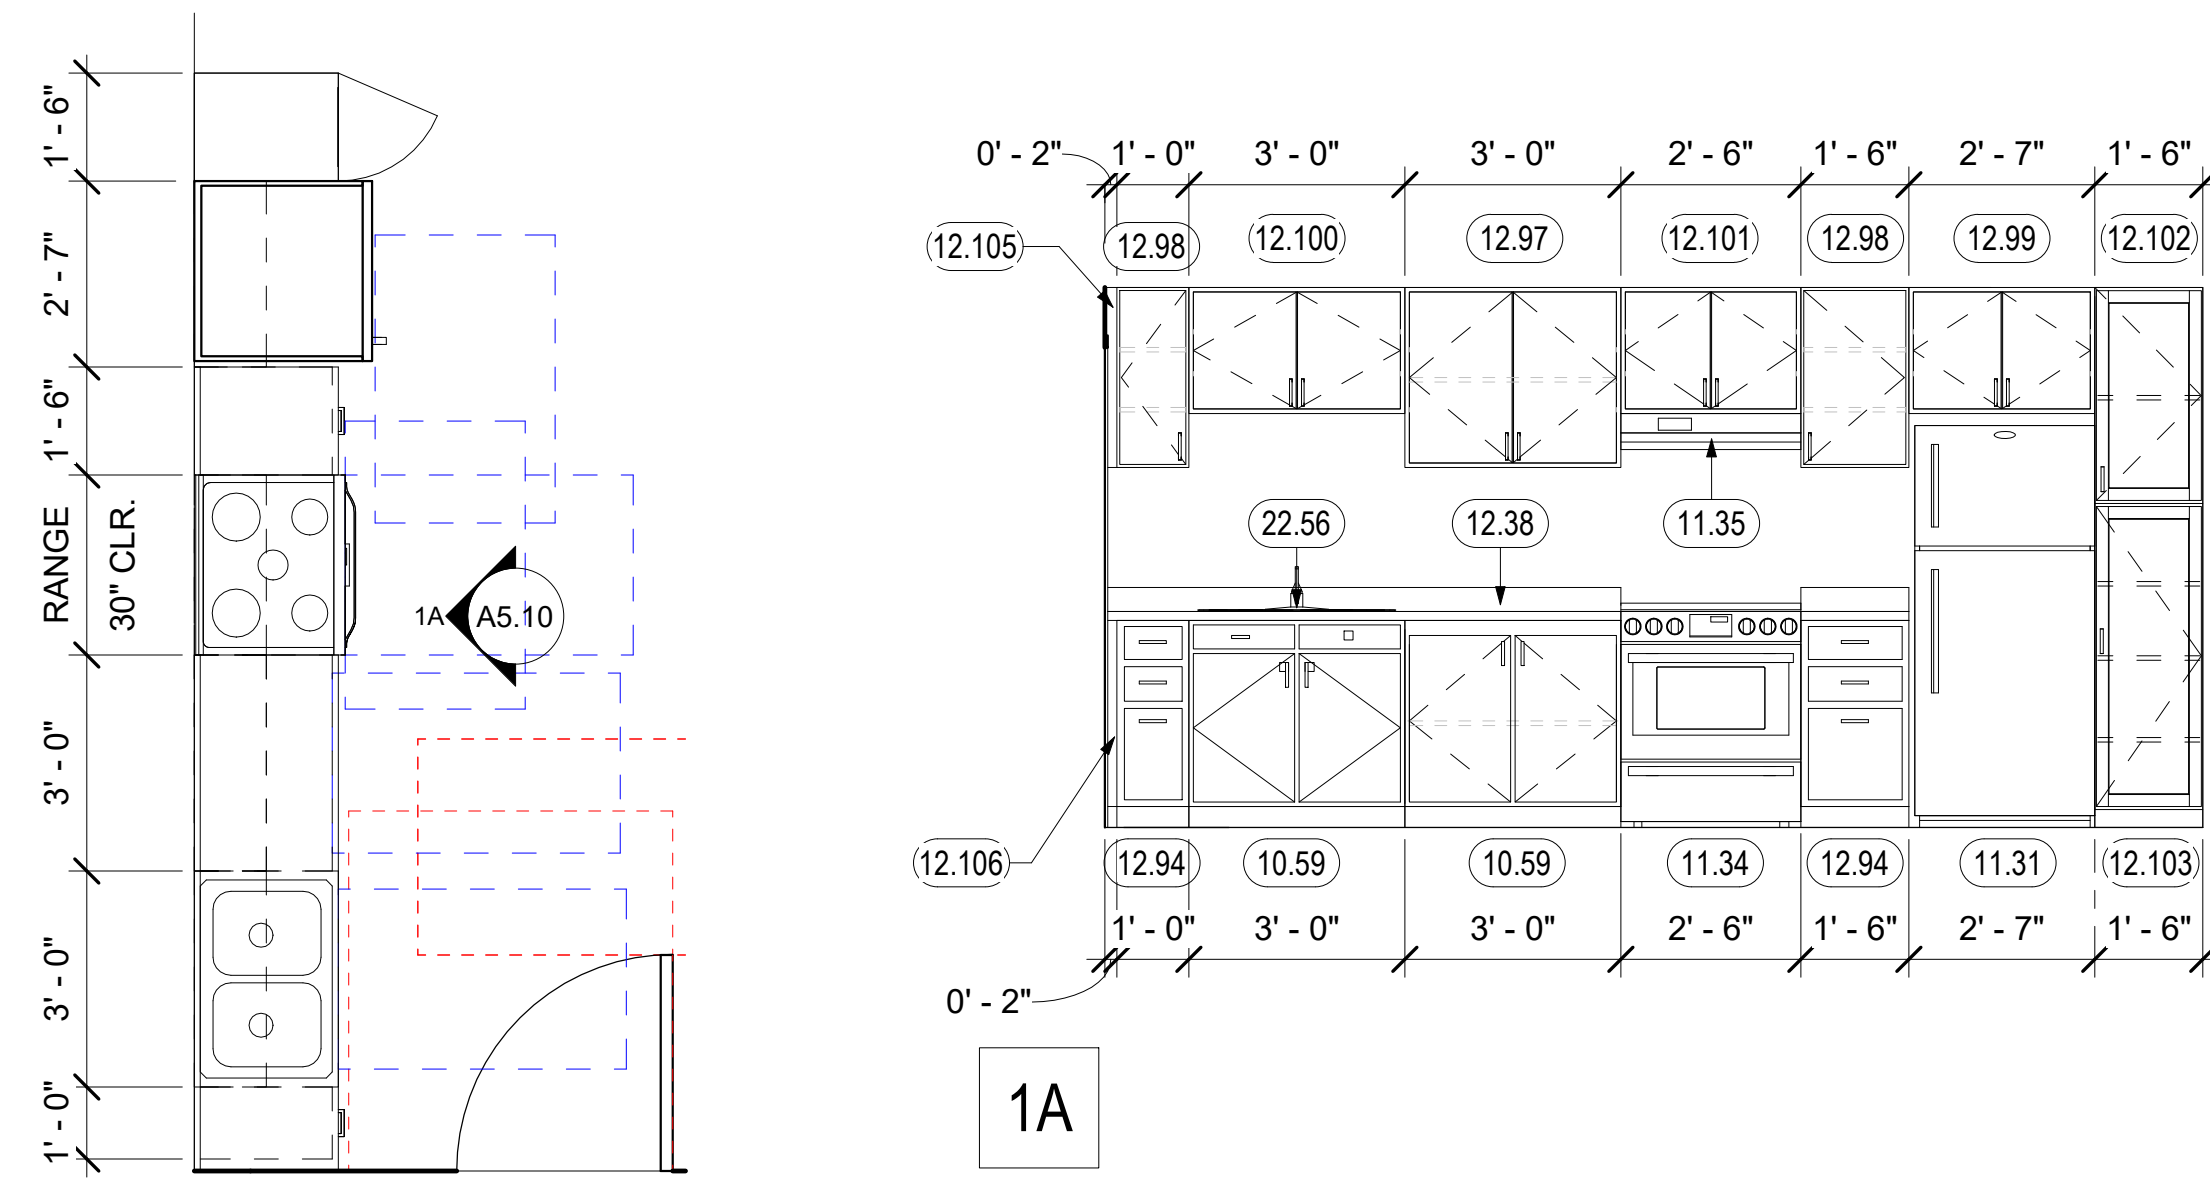 1' - 6"
2' - 7"
1' - 6"
RANGE
30" CLR.
3' - 0"
3' - 0"
1' - 0"
1A
A5.10
0' - 2" 1' - 0" 3' - 0" 3' - 0" 2' - 6" 1' - 6" 2' - 7" 1' - 6"
12.105 12.98 12.100 12.97 12.101 12.98 12.99 12.102
22.56 12.38 11.35
12.106 12.94 10.59 10.59 11.34 12.94 11.31 12.103
1' - 0" 3' - 0" 3' - 0" 2' - 6" 1' - 6" 2' - 7" 1' - 6"
0' - 2"
1A